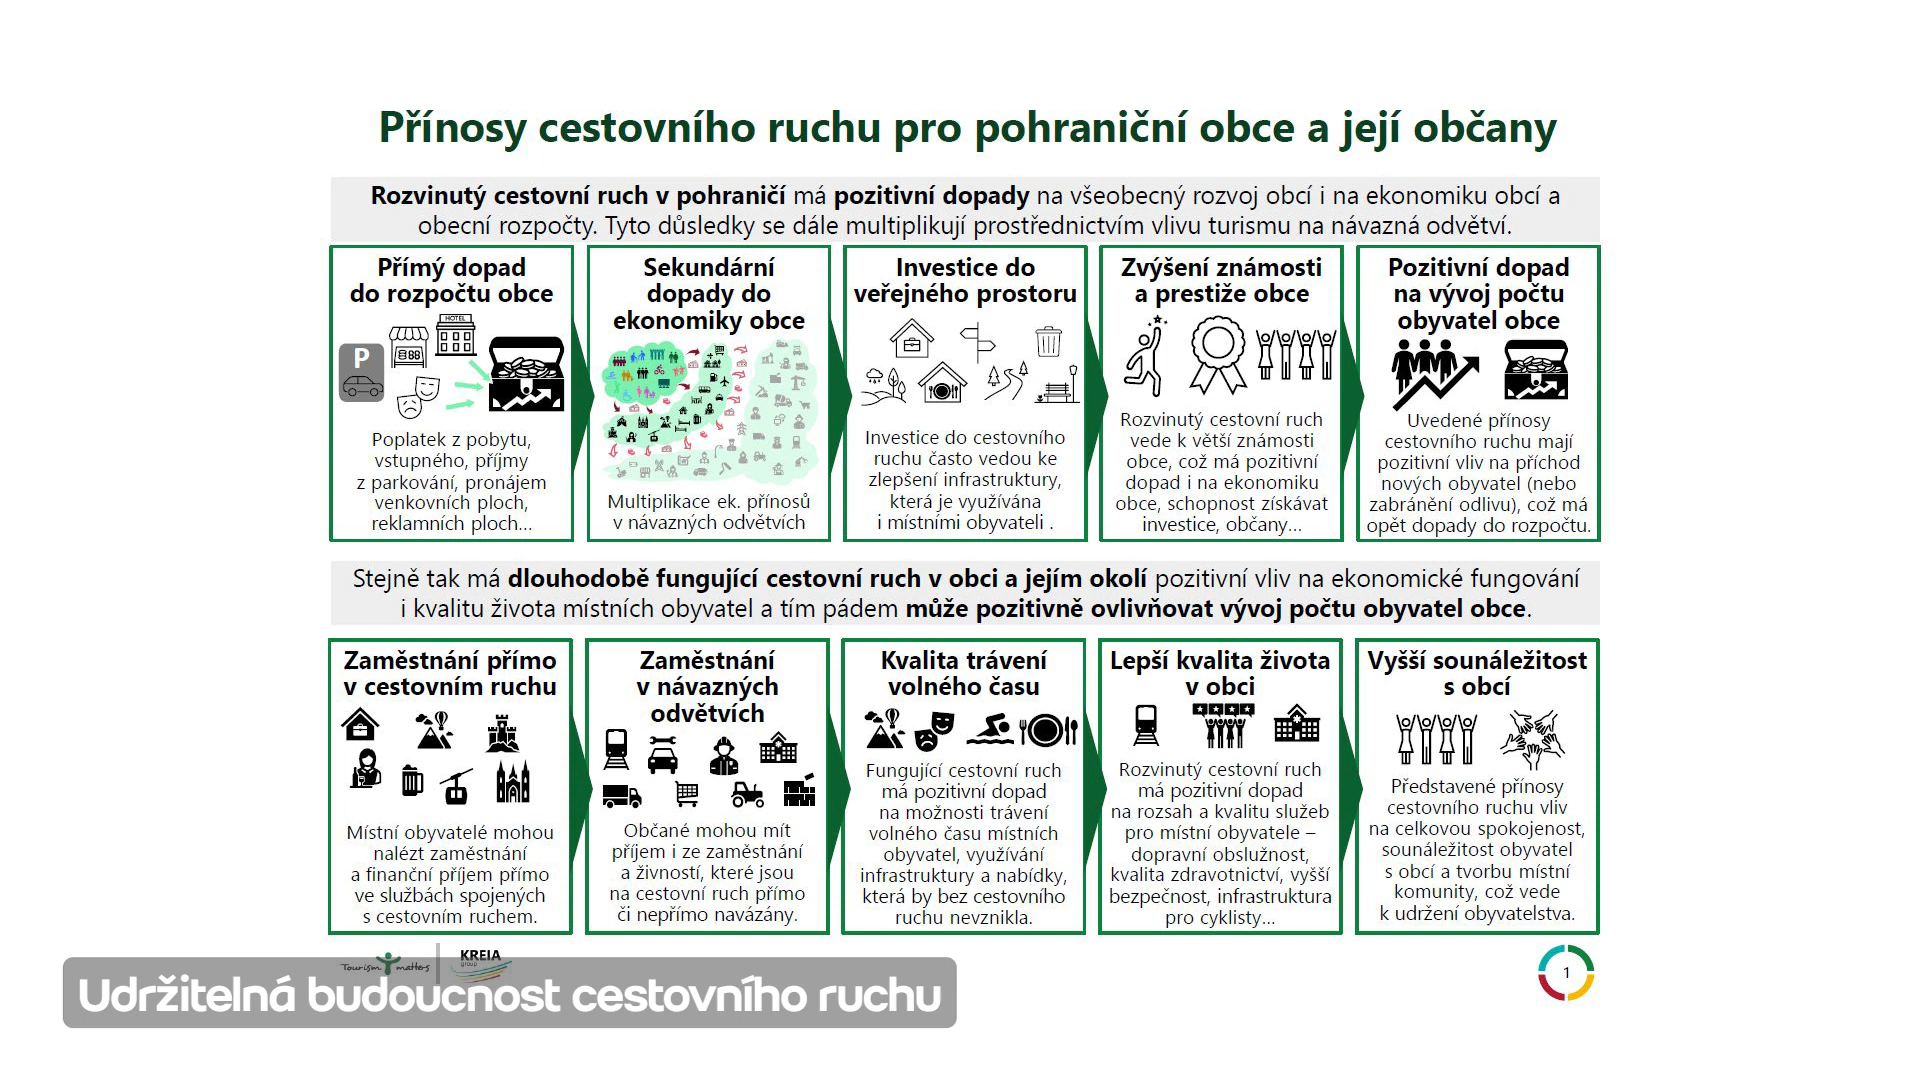 Přínosy cestovního ruchu pro pohraniční obce a její občany
Rozvinutý cestovní ruch v pohraničí má pozitivní dopady na všeobecný rozvoj obcí i na ekonomiku obcí a
obecní rozpočty. Tyto důsledky se dále multiplikují prostřednictvím vlivu turismu na návazná odvětví.
Přímý dopad
do rozpočtu obce
HOTEL
88
P
Poplatek z pobytu,
vstupného, příjmy
z parkování, pronájem
venkovních ploch,
reklamních ploch...
Sekundární
dopady do
ekonomiky obce
Multiplikace ek. přínosů
v návazných odvětvích
Investice do
veřejného prostoru
Investice do cestovního
ruchu často vedou ke
zlepšení infrastruktury,
která je využívána
i místními obyvateli .
Zvýšení známosti
a prestiže obce
Rozvinutý cestovní ruch
vede k větší známosti
obce, což má pozitivní
dopad i na ekonomiku
obce, schopnost získávat
investice, občany...
Pozitivní dopad
na vývoj počtu
obyvatel obce
Uvedené přínosy
cestovního ruchu mají
pozitivní vliv na příchod
nových obyvatel (nebo
zabránění odlivu), což má
opět dopady do rozpočtu.
Stejně tak má dlouhodobě fungující cestovní ruch v obci a jejím okolí pozitivní vliv na ekonomické fungování
i kvalitu života místních obyvatel a tím pádem může pozitivně ovlivňovat vývoj počtu obyvatel obce.
Zaměstnání přímo
v cestovním ruchu
Místní obyvatelé mohou
nalézt zaměstnání
a finanční příjem přímo
ve službách spojených
s cestovním ruchem.
Zaměstnání
v návazných
odvětvích
Občané mohou mít
příjem i ze zaměstnání
a živností, které jsou
na cestovní ruch přímo
či nepřímo navázány.
Kvalita trávení
volného času
Fungující cestovní ruch
má pozitivní dopad
na možnosti trávení
volného času místních
obyvatel, využívání
infrastruktury a nabídky,
která by bez cestovního
ruchu nevznikla.
Lepší kvalita života
v obci
Rozvinutý cestovní ruch
má pozitivní dopad
na rozsah a kvalitu služeb
pro místní obyvatele –
dopravní obslužnost,
kvalita zdravotnictví, vyšší
bezpečnost, infrastruktura
pro cyklisty...
Vyšší sounáležitost
s obcí
Představené přínosy
cestovního ruchu vliv
na celkovou spokojenost,
sounáležitost obyvatel
s obcí a tvorbu místní
komunity, což vede
k udržení obyvatelstva.
Tourism matters
KREIA
group
1
Udržitelná budoucnost cestovního ruchu